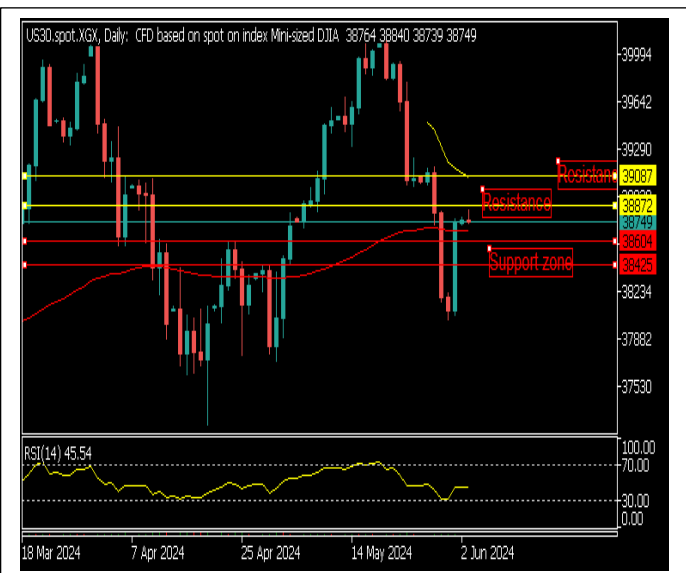 US30.spot.XGX, Daily: CFD based on spot on index Mini-sized DJIA 38764 38840 38739 38749
39994
39642
39290
Resistan
39087
Resistance
38872
38749
38604
Support zone
38425
38234
37882
37530
RSI(14) 45.54
100.00
70.00
30.00
0.00
18 Mar 2024 7 Apr 2024 25 Apr 2024 14 May 2024 2 Jun 2024